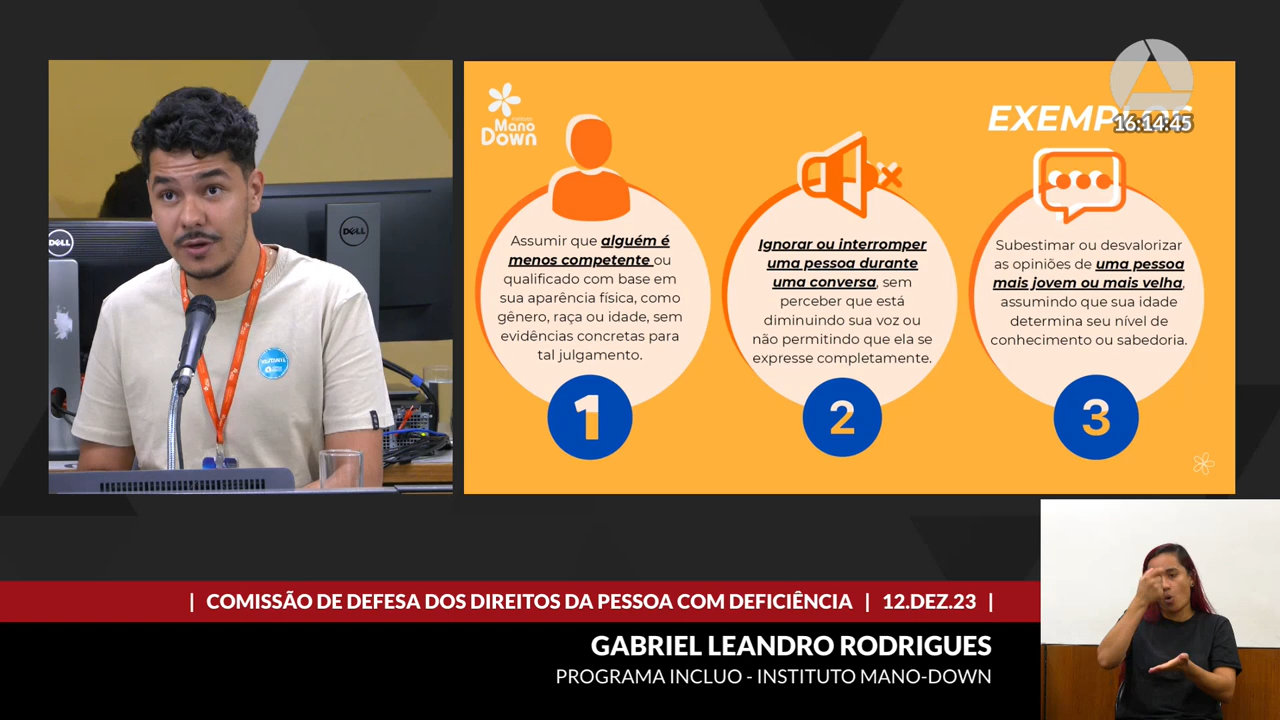 DELL
DELL
INSTITUTO
Mano
Down
16:14:45
Assumir que alguém é
menos competente ou
qualificado com base em
sua aparência física, como
gênero, raça ou idade, sem
evidências concretas para
tal julgamento.
1
Ignorar ou interromper
uma pessoa durante
uma conversa, sem
perceber que está
diminuindo sua voz ou
não permitindo que ela se
expresse completamente.
2
Subestimar ou desvalorizar
as opiniões de uma pessoa
mais jovem ou mais velha,
assumindo que sua idade
determina seu nível de
conhecimento ou sabedoria.
3
| COMISSÃO DE DEFESA DOS DIREITOS DA PESSOA COM DEFICIÊNCIA | 12.DEZ.23 |
GABRIEL LEANDRO RODRIGUES
PROGRAMA INCLUO - INSTITUTO MANO-DOWN